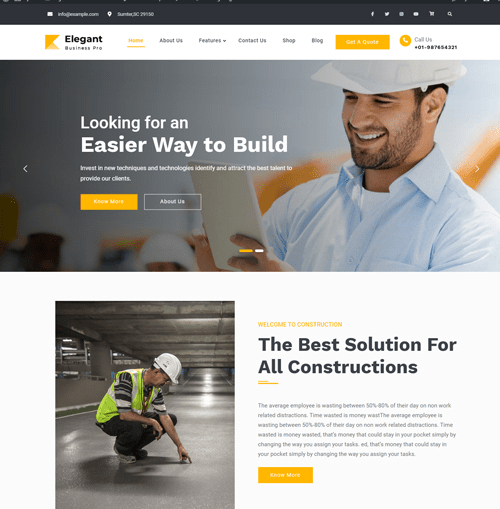 info@example.com Sumter,SC 29150
Elegant
Business Pro
Home About Us Features Contact Us Shop Blog Get A Quote Call Us
+01-987654321
Looking for an
Easier Way to Build
Invest in new techniques and technologies identify and attract the best talent to
provide our clients.
Know More About Us
WELCOME TO CONSTRUCTION
The Best Solution For
All Constructions
The average employee is wasting between 50%-80% of their day on non work
related distractions. Time wasted is money wastThe average employee is
wasting between 50%-80% of their day on non work related distractions. Time
wasted is money wasted, that's money that could stay in your pocket simply by
changing the way you assign your tasks. ed, that's money that could stay in
your pocket simply by changing the way you assign your tasks.
Know More